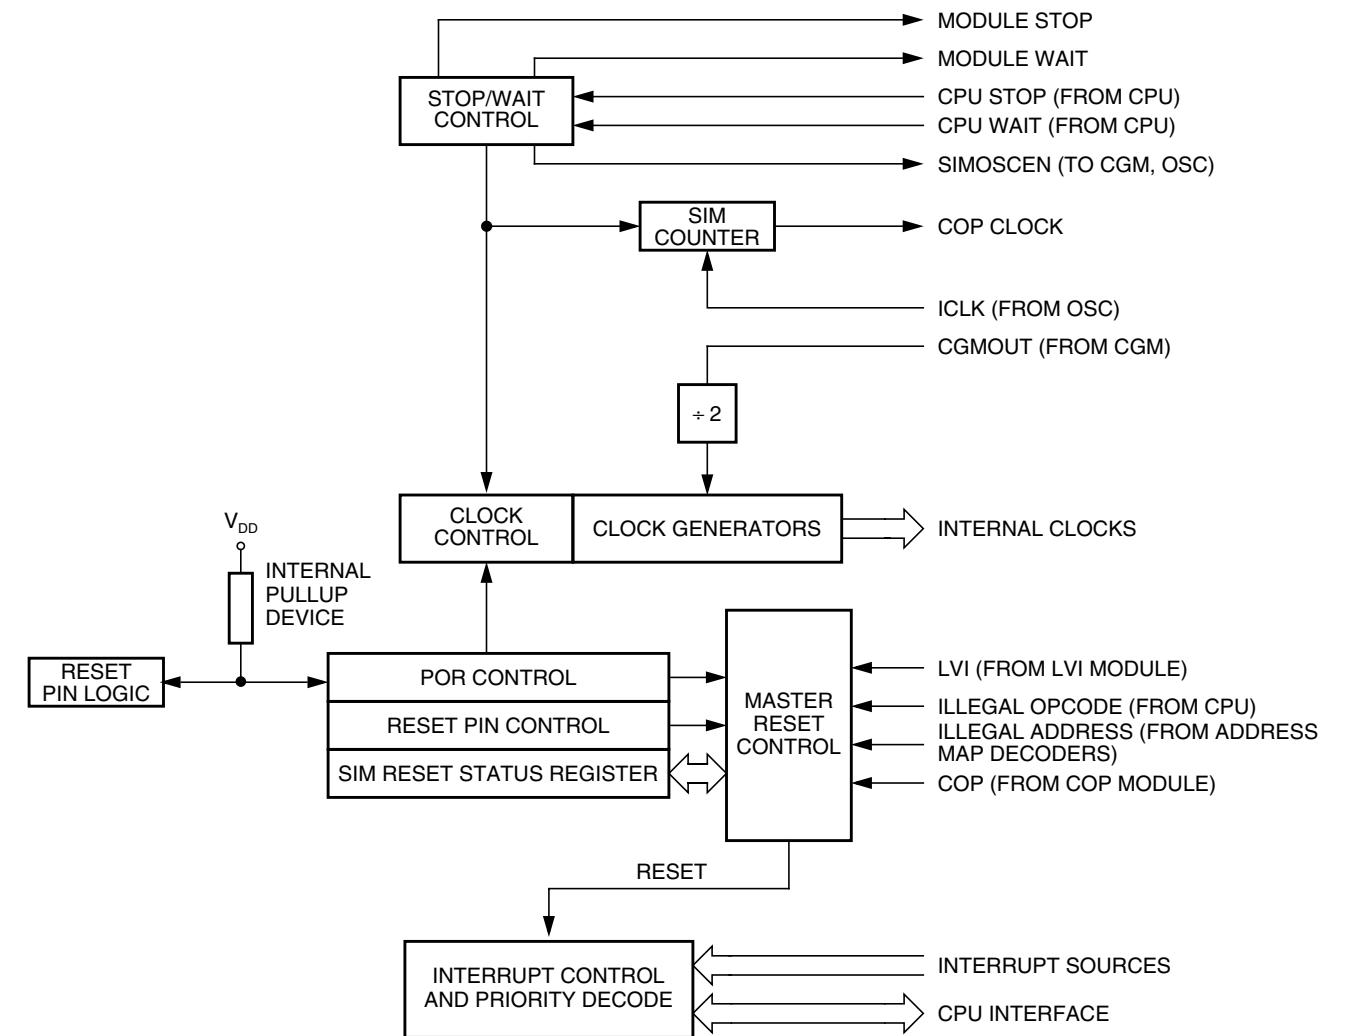 MODULE STOP
MODULE WAIT
STOP/WAIT
CONTROL
CPU STOP (FROM CPU)
CPU WAIT (FROM CPU)
SIMOSCEN (TO CGM, OSC)
SIM
COUNTER
COP CLOCK
ICLK (FROM OSC)
CGMOUT (FROM CGM)
÷ 2
CLOCK
CONTROL
CLOCK GENERATORS
INTERNAL CLOCKS
VDD
INTERNAL
PULLUP
DEVICE
RESET
PIN LOGIC
POR CONTROL
RESET PIN CONTROL
SIM RESET STATUS REGISTER
MASTER
RESET
CONTROL
LVI (FROM LVI MODULE)
ILLEGAL OPCODE (FROM CPU)
ILLEGAL ADDRESS (FROM ADDRESS
MAP DECODERS)
COP (FROM COP MODULE)
RESET
INTERRUPT CONTROL
AND PRIORITY DECODE
INTERRUPT SOURCES
CPU INTERFACE